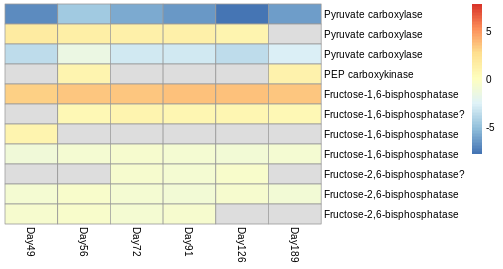 Pyruvate carboxylase
Pyruvate carboxylase
Pyruvate carboxylase
PEP carboxykinase
Fructose-1,6-bisphosphatase
Fructose-1,6-bisphosphatase?
Fructose-1,6-bisphosphatase
Fructose-1,6-bisphosphatase
Fructose-2,6-bisphosphatase?
Fructose-2,6-bisphosphatase
Fructose-2,6-bisphosphatase
Day49
Day56
Day72
Day91
Day126
Day189
5
0
-5